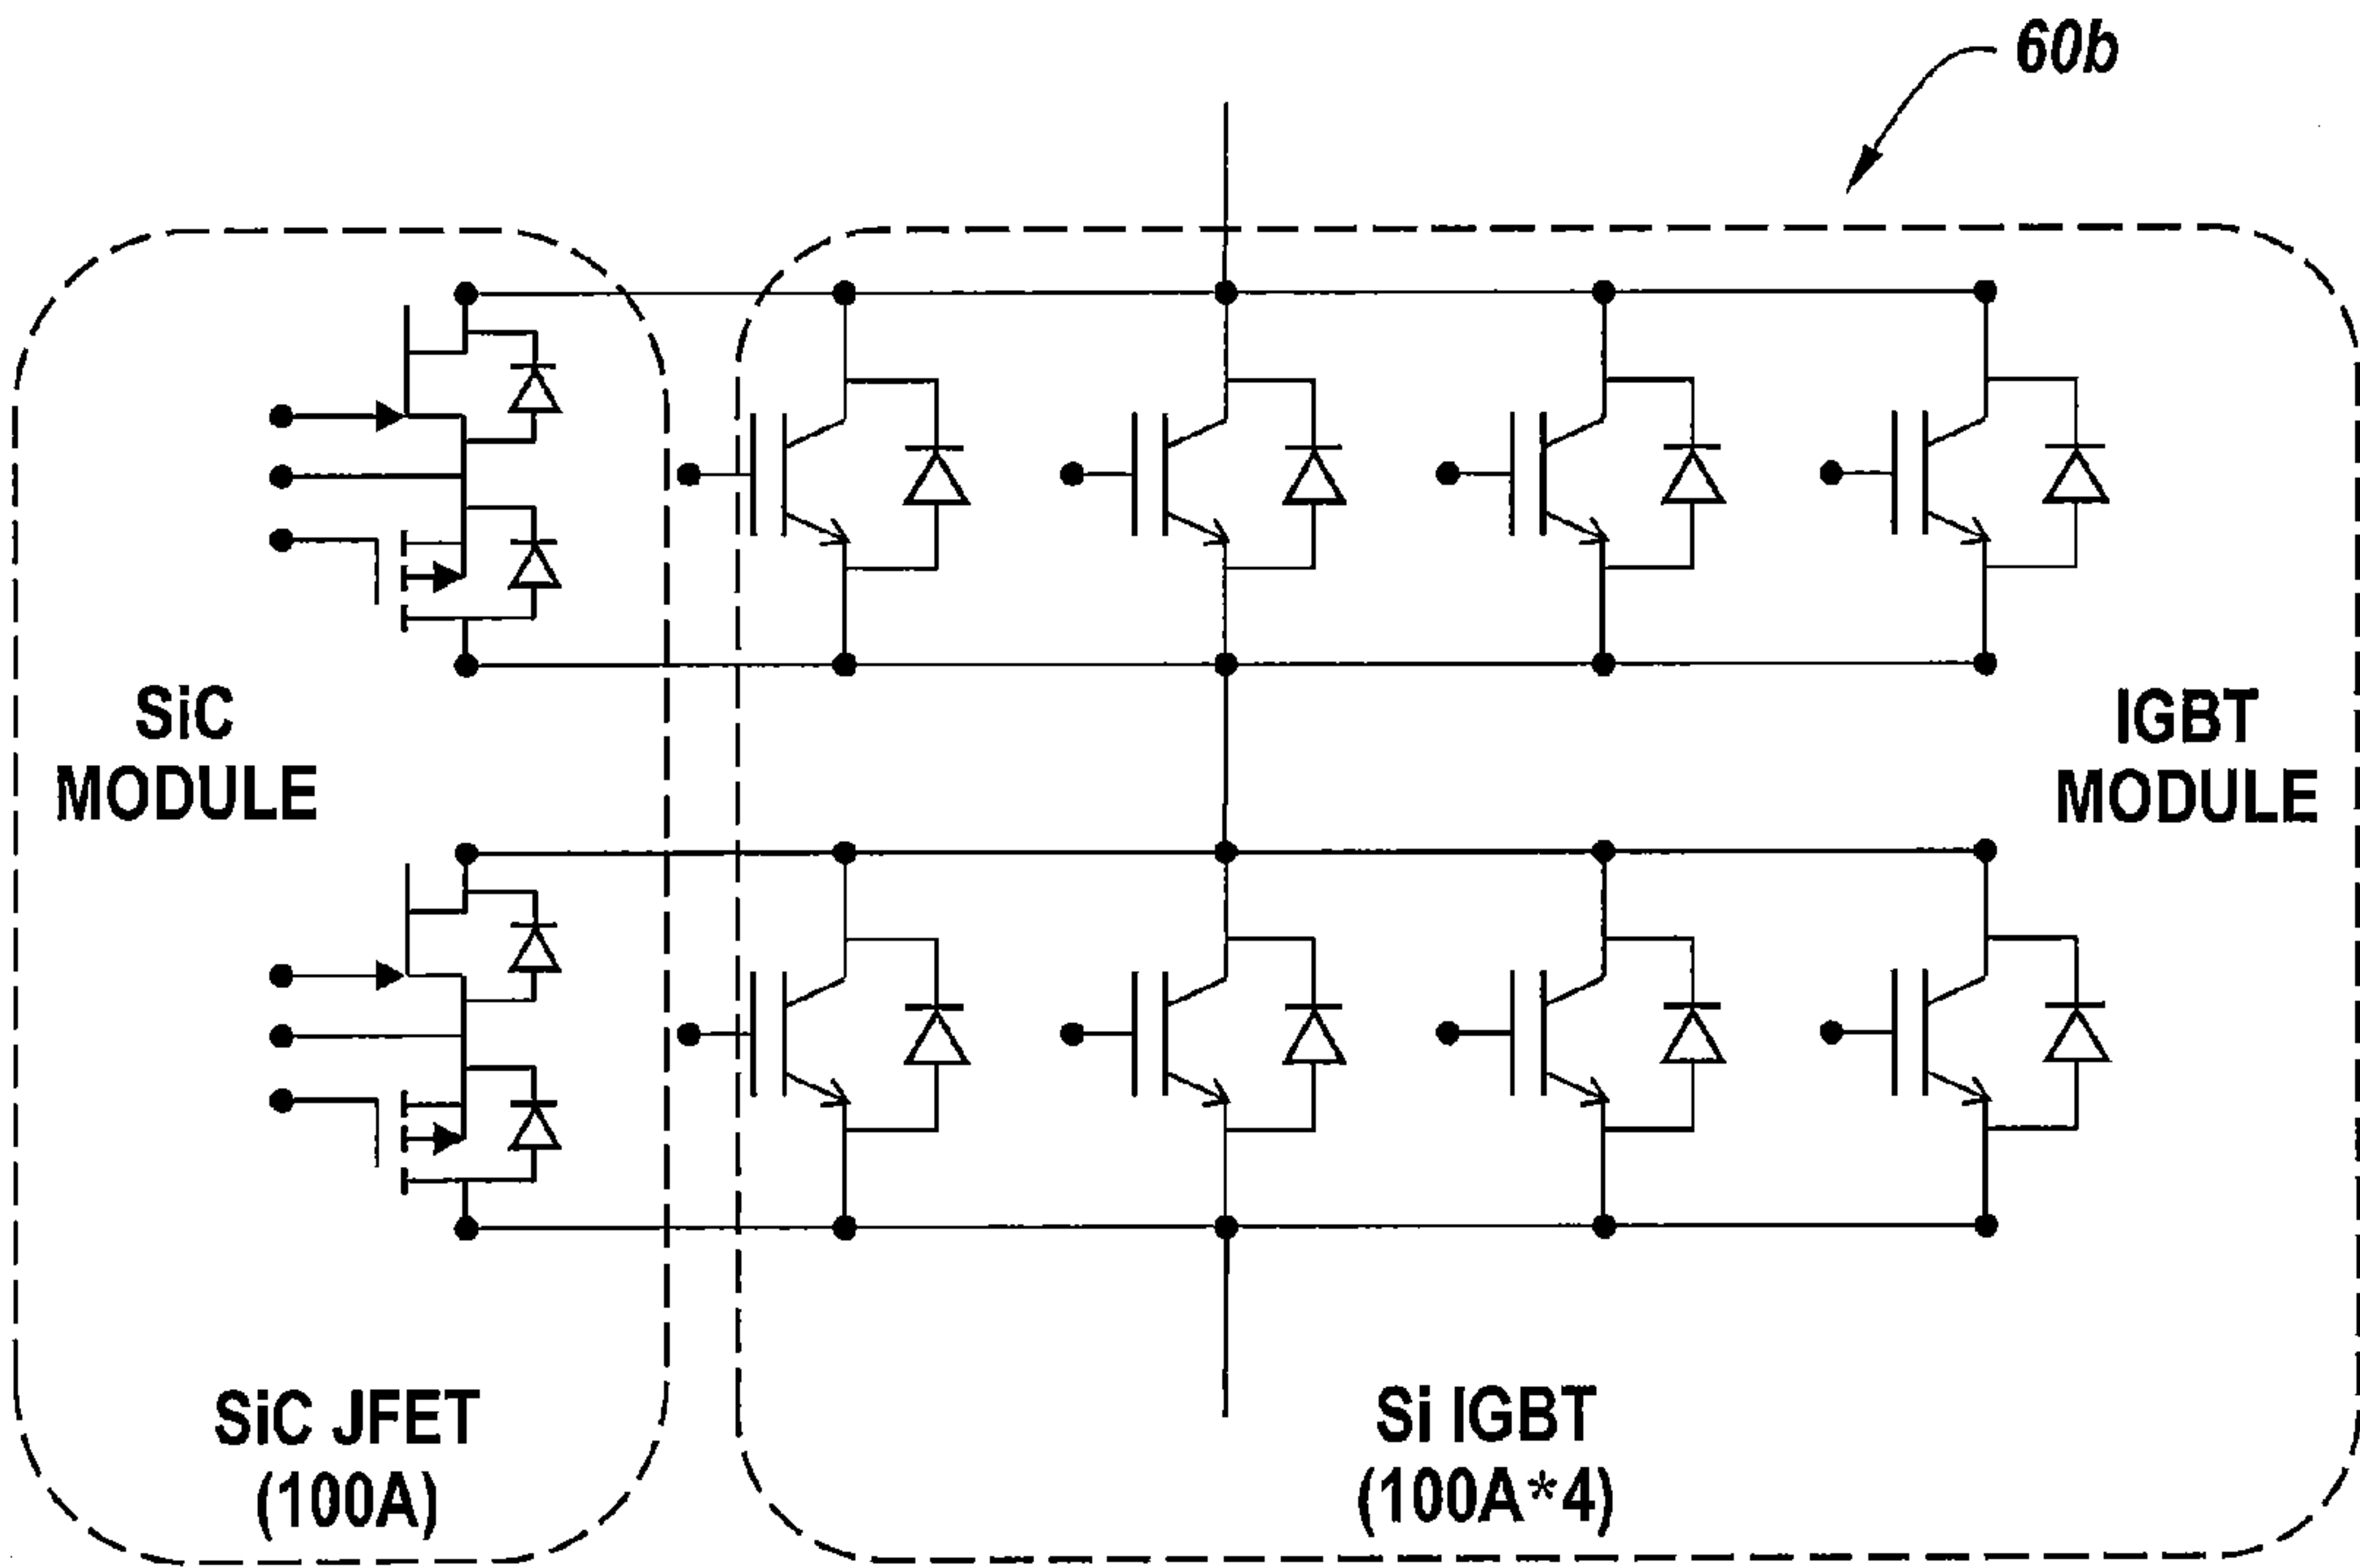 60b
SiC
MODULE
IGBT
MODULE
SiC JFET
(100A)
Si IGBT
(100A*4)